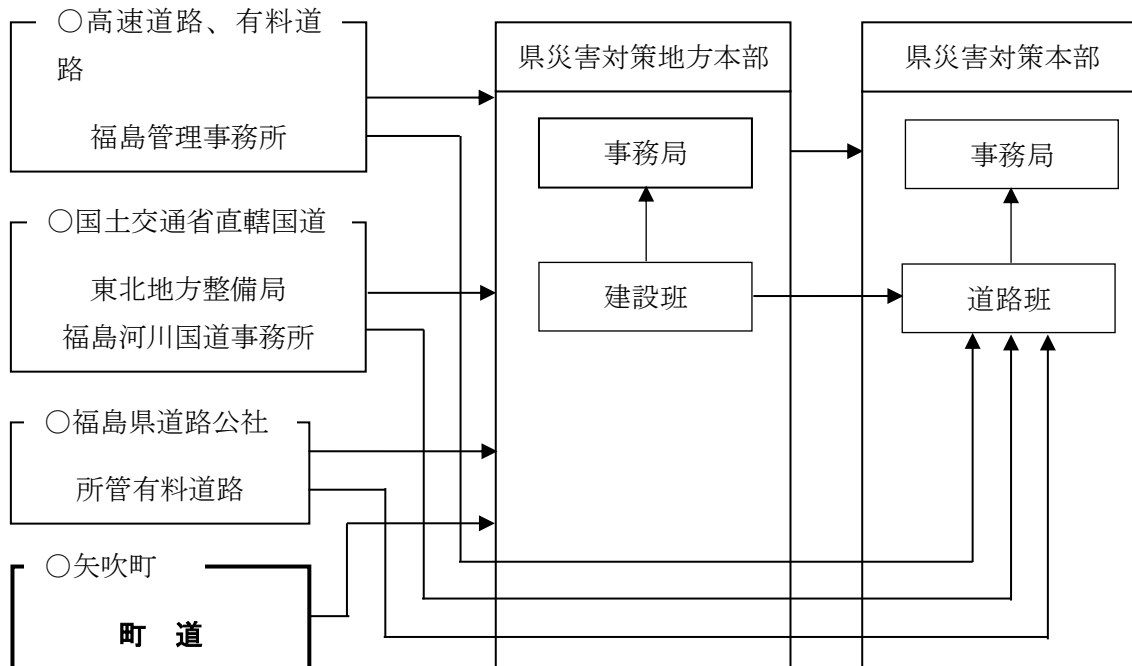 ○高速道路、有料道
路
福島管理事務所
○国土交通省直轄国道
東北地方整備局
福島河川国道事務所
○福島県道路公社
所管有料道路
○矢吹町
町 道
県災害対策地方本部
事務局
建設班
県災害対策本部
事務局
道路班